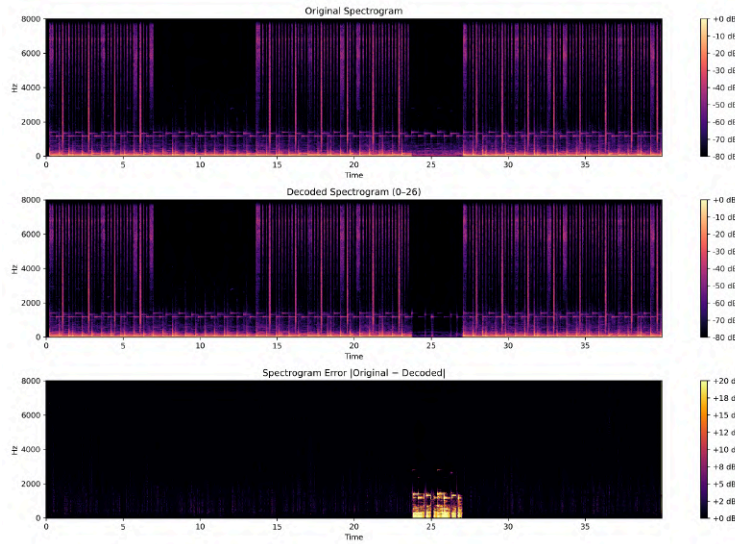 Original Spectrogram
8000
6000
4000
2000
0
Hz
0 5 10 15 20 25 30 35
Time
+0 dB
-10 dB
-20 dB
-30 dB
-40 dB
-50 dB
-60 dB
-70 dB
-80 dB
Decoded Spectrogram (0–26)
8000
6000
4000
2000
0
Hz
0 5 10 15 20 25 30 35
Time
+0 dB
-10 dB
-20 dB
-30 dB
-40 dB
-50 dB
-60 dB
-70 dB
-80 dB
Spectrogram Error |Original − Decoded|
8000
6000
4000
2000
0
Hz
0 5 10 15 20 25 30 35
Time
+20 dB
+18 dB
+15 dB
+12 dB
+10 dB
+8 dB
+5 dB
+2 dB
+0 dB